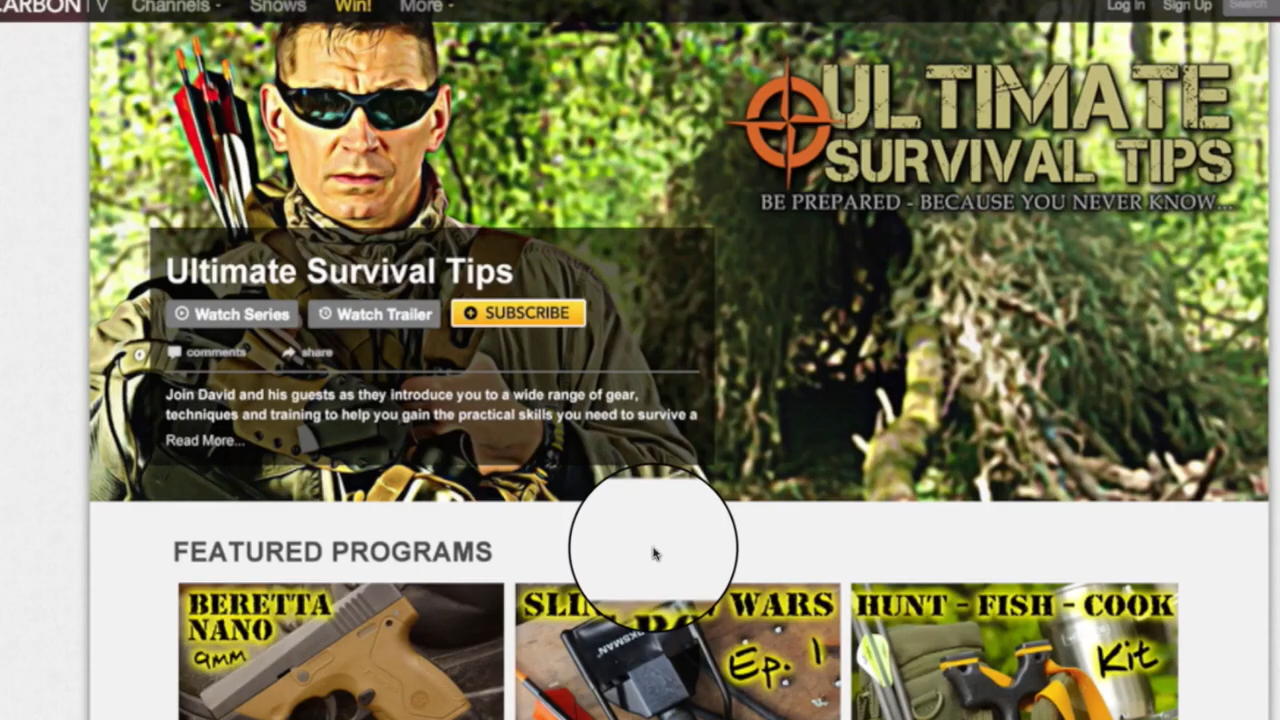 CARBONTV Channels Shows Win! More Log In Sign Up Search
ULTIMATE
SURVIVAL TIPS
BE PREPARED - BECAUSE YOU NEVER KNOW...
Ultimate Survival Tips
Watch Series Watch Trailer SUBSCRIBE
comments share
Join David and his guests as they introduce you to a wide range of gear,
techniques and training to help you gain the practical skills you need to survive a
Read More...
FEATURED PROGRAMS
BERETTA
NANO
9mm
WARS
Ep. 1
HUNT - FISH - COOK
Kit